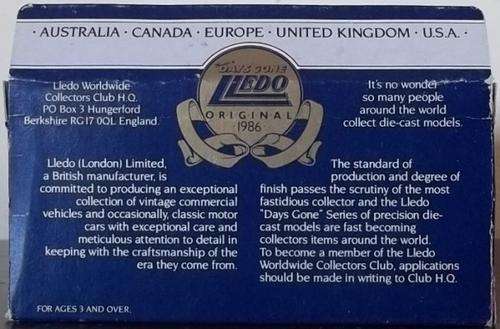 · AUSTRALIA · CANADA · EUROPE · UNITED KINGDOM · U.S.A. ·
DAYS GONE
LLEDO
ORIGINAL
1986
Lledo Worldwide
Collectors Club H.Q.
PO Box 3 Hungerford
Berkshire RG17 0QL England.
It's no wonder
so many people
around the world
collect die-cast models.
Lledo (London) Limited,
a British manufacturer, is
committed to producing an exceptional
collection of vintage commercial
vehicles and occasionally, classic motor
cars with exceptional care and
meticulous attention to detail in
keeping with the craftsmanship of the
era they come from.
The standard of
production and degree of
finish passes the scrutiny of the most
fastidious collector and the Lledo
"Days Gone" Series of precision die-
cast models are fast becoming
collectors items around the world.
To become a member of the Lledo
Worldwide Collectors Club, applications
should be made in writing to Club H.Q.
FOR AGES 3 AND OVER.